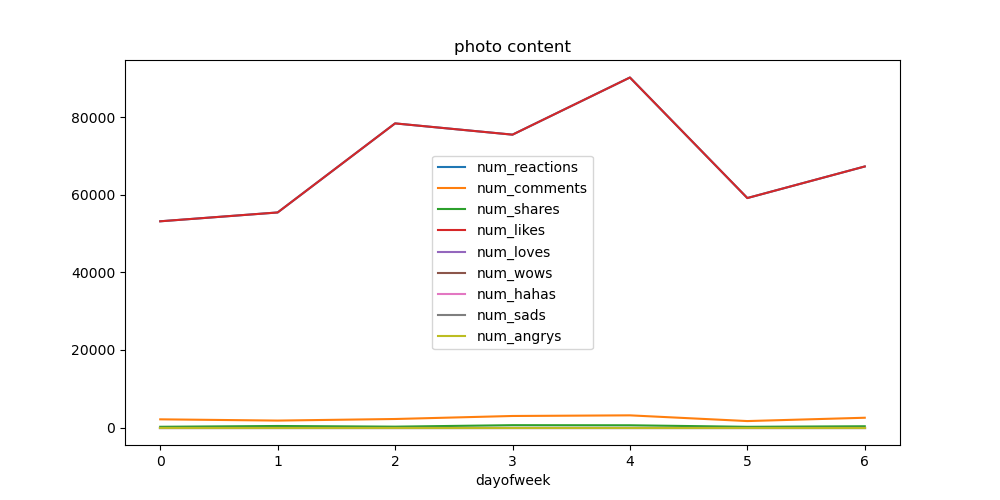 photo content
80000
60000
40000
20000
0
num_reactions
num_comments
num_shares
num_likes
num_loves
num_wows
num_hahas
num_sads
num_angrys
0 1 2 3 4 5 6
dayofweek